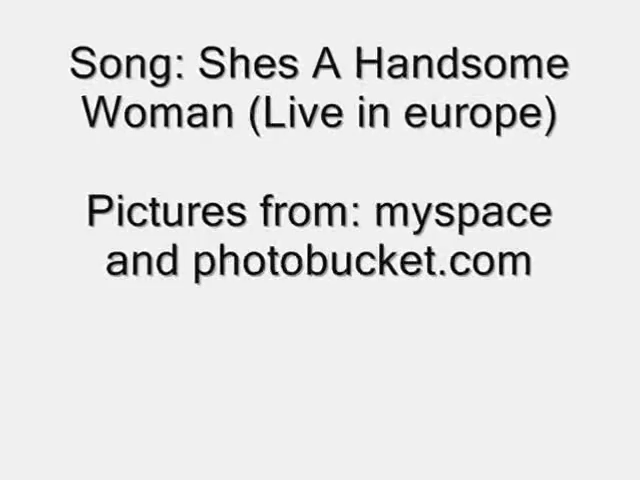 Song: Shes A Handsome
Woman (Live in europe)
Pictures from: myspace
and photobucket.com